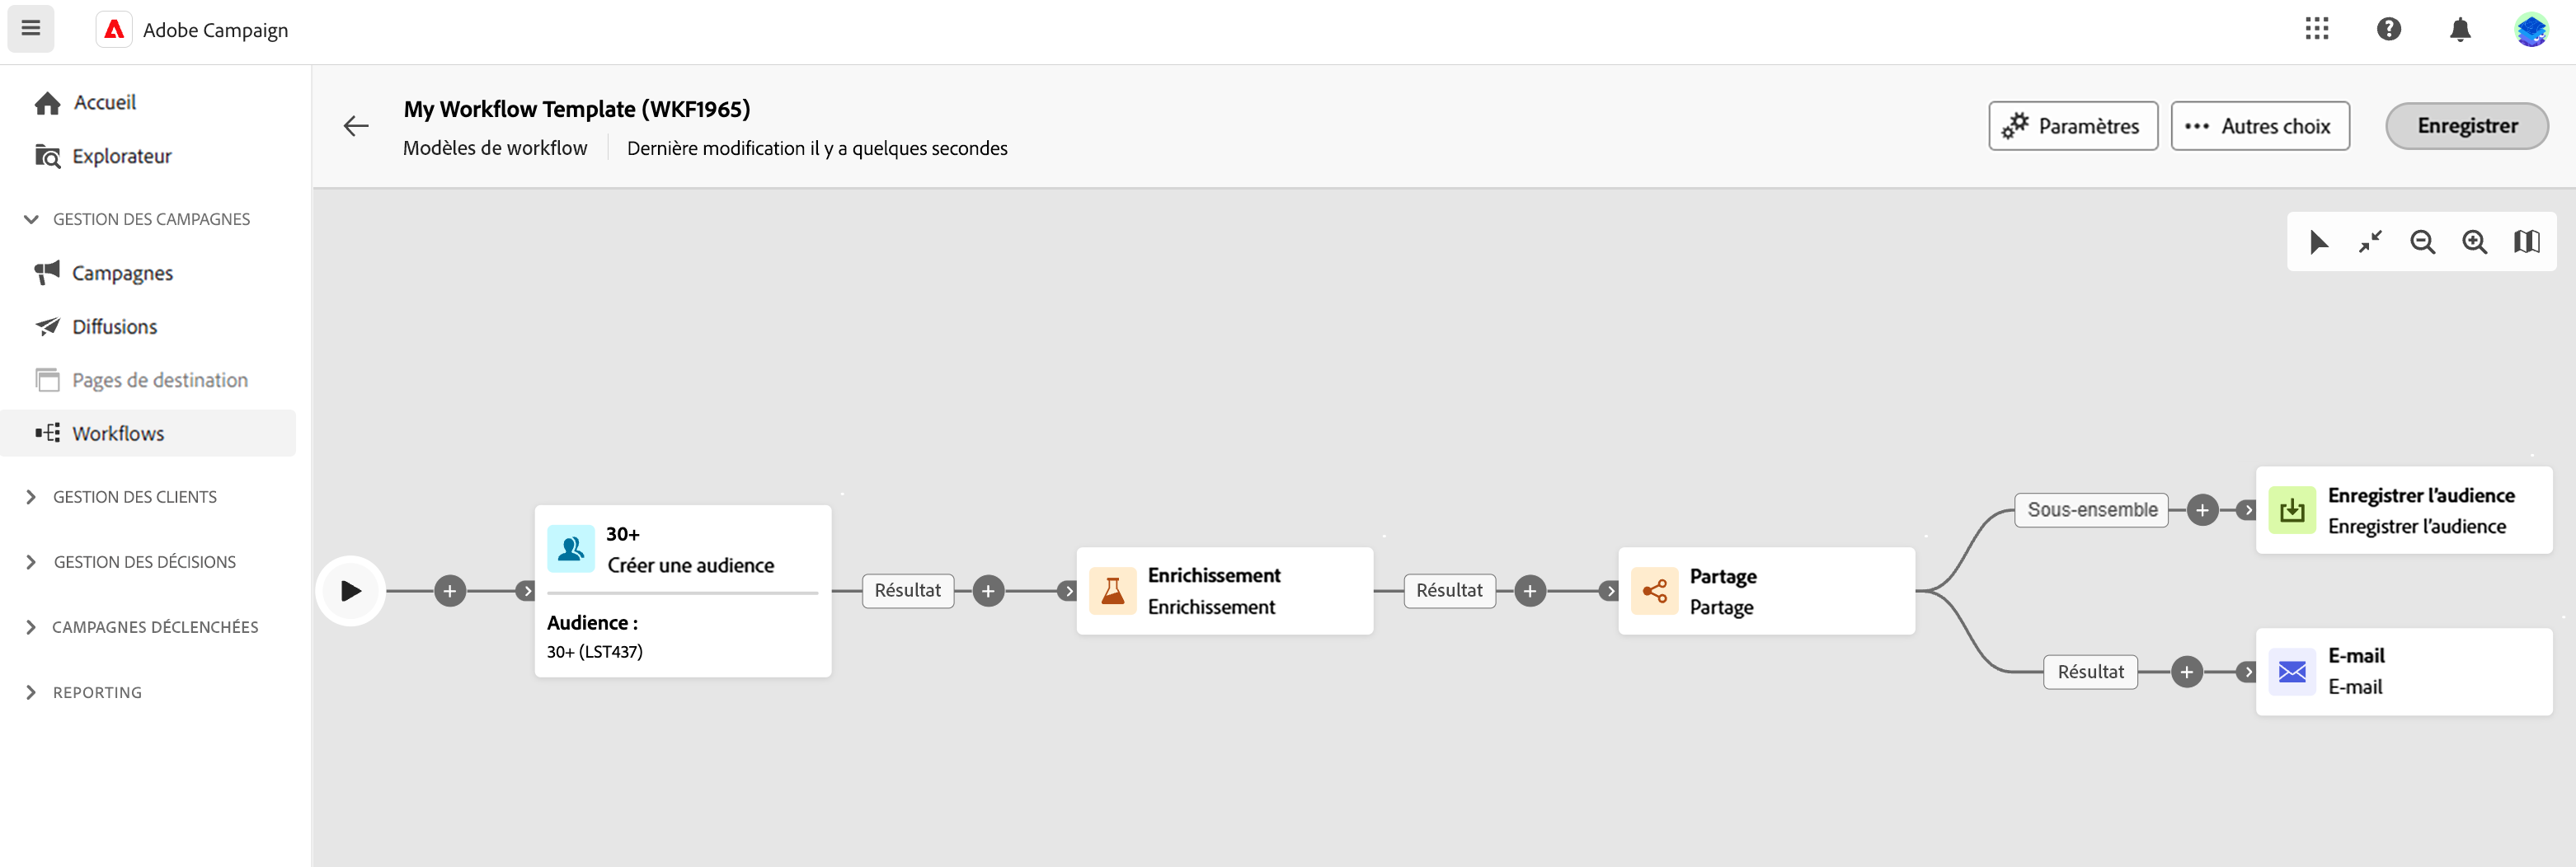 Adobe Campaign
Accueil
Explorateur
GESTION DES CAMPAGNES
Campagnes
Diffusions
Pages de destination
Workflows
GESTION DES CLIENTS
GESTION DES DÉCISIONS
CAMPAGNES DÉCLENCHÉES
REPORTING
My Workflow Template (WKF1965)
Modèles de workflow
Dernière modification il y a quelques secondes
Paramètres
Autres choix
Enregistrer
30+
Créer une audience
Audience :
30+ (LST437)
Résultat
Enrichissement
Enrichissement
Résultat
Partage
Partage
Sous-ensemble
Enregistrer l'audience
Enregistrer l'audience
Résultat
E-mail
E-mail